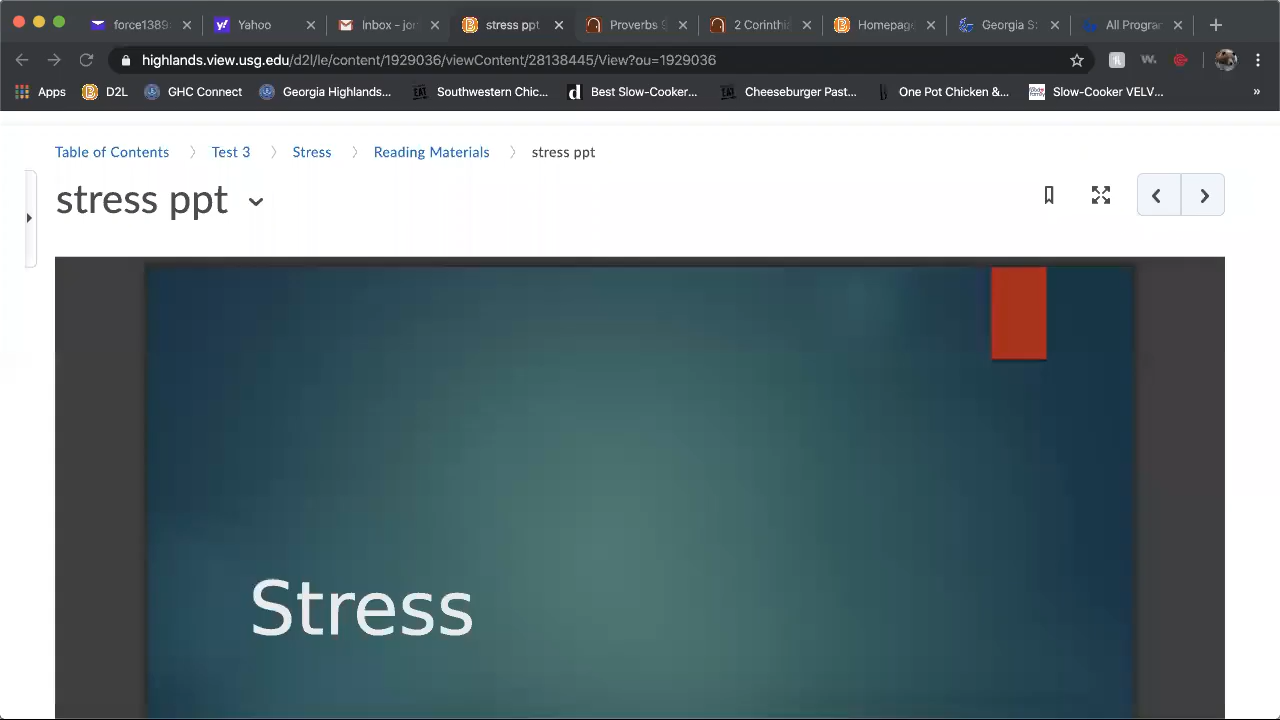 force1389 Yahoo Inbox - jor stress ppt Proverbs 9 2 Corinthi Homepage Georgia S All Program
highlands.view.usg.edu/d2l/le/content/1929036/viewContent/28138445/View?ou=1929036
Apps D2L GHC Connect Georgia Highlands... Southwestern Chic... Best Slow-Cooker... Cheeseburger Past... One Pot Chicken &... Slow-Cooker VELV... »
Table of Contents Test 3 Stress Reading Materials stress ppt
stress ppt
Stress